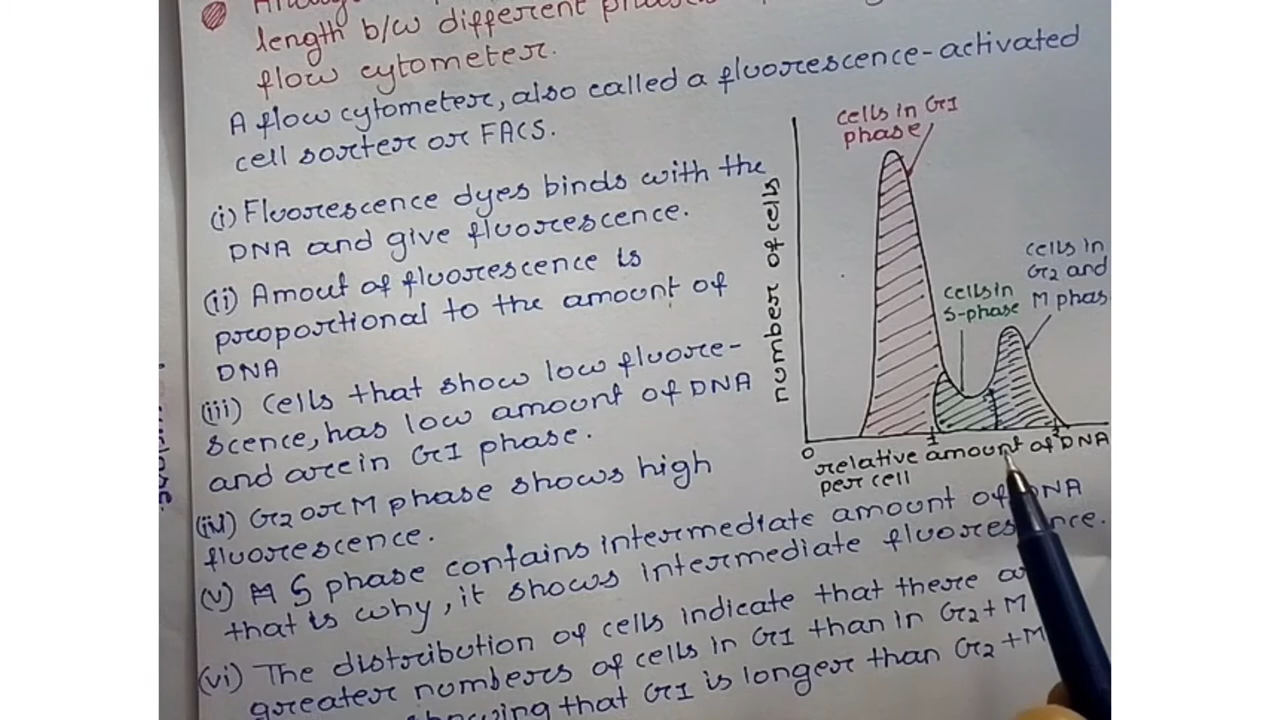 length b/w different phases
flow cytometer.
A flow cytometer, also called a fluorescence-activated
cell sorter or FACS.
(i) Fluorescence dyes binds with the
DNA and give fluorescence.
(ii) Amout of fluorescence is
proportional to the amount of
DNA
(iii) Cells that show low fluore-
scence, has low amount of DNA
and are in G1 phase.
(iv) G2 or M phase shows high
fluorescence.
(v) S phase contains intermediate amount of DNA
that is why, it shows intermediate fluorescence.
(vi) The distribution of cells indicate that there
greater numbers of cells in G1 than in G2 + M
showing that G1 is longer than G2 + M
cells in G1
phase
cells in
S-phase
cells in
G2 and
M phas
number of cells
0
1
2
relative amount of DNA
per cell